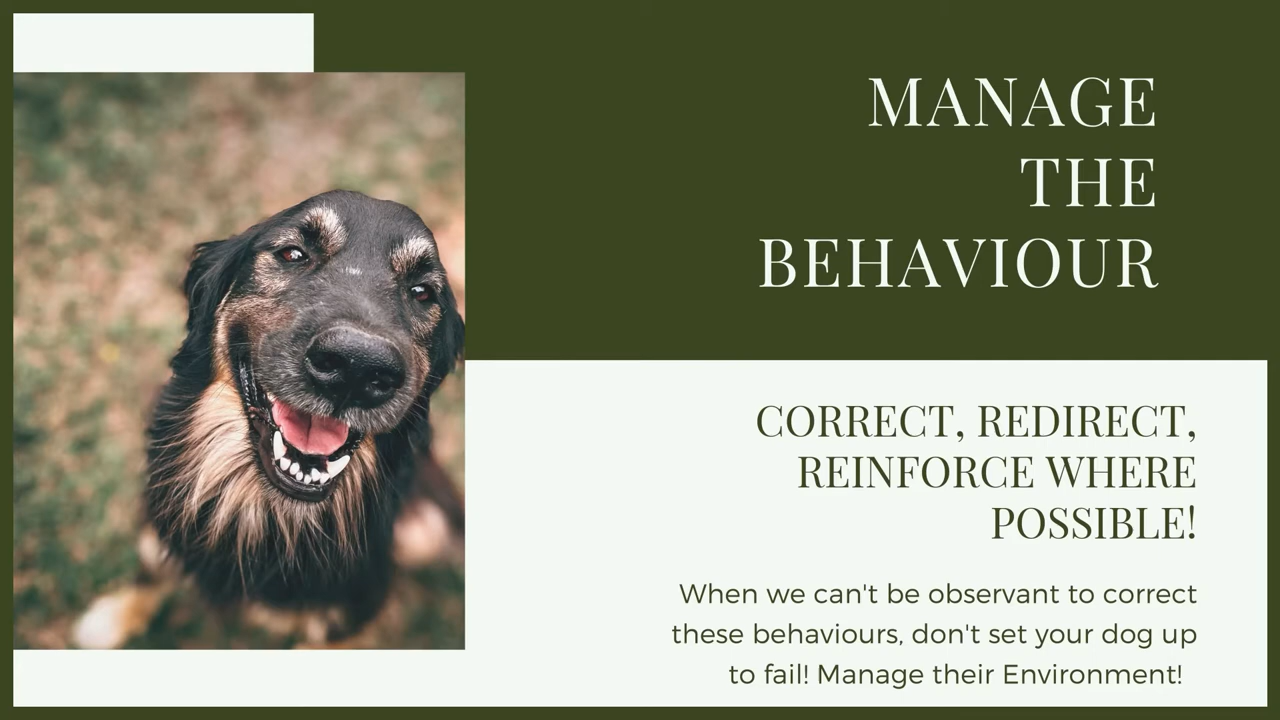 MANAGE
THE
BEHAVIOUR
CORRECT, REDIRECT,
REINFORCE WHERE
POSSIBLE!
When we can't be observant to correct
these behaviours, don't set your dog up
to fail! Manage their Environment!